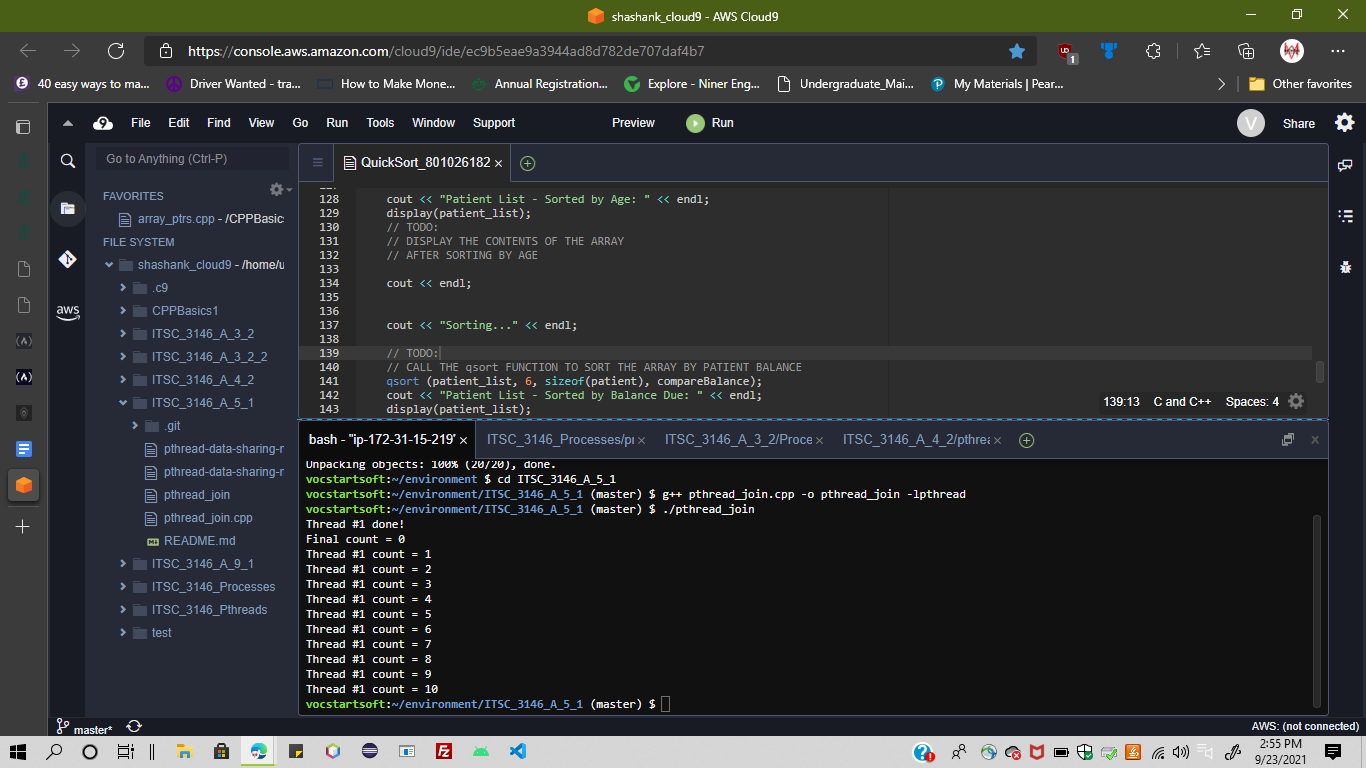 shashank_cloud9 - AWS Cloud9
https://console.aws.amazon.com/cloud9/ide/ec9b5eae9a3944ad8d782de707daf4b7
1
40 easy ways to ma...
Driver Wanted - tra...
How to Make Mone...
Annual Registration...
Explore - Niner Eng...
Undergraduate_Mai...
My Materials | Pear...
Other favorites
9 File Edit Find View Go Run Tools Window Support Preview Run V Share
Go to Anything (Ctrl-P)
FAVORITES
array_ptrs.cpp - /CPPBasic
FILE SYSTEM
shashank_cloud9 - /home/u
.c9
CPPBasics1
ITSC_3146_A_3_2
ITSC_3146_A_3_2_2
ITSC_3146_A_4_2
ITSC_3146_A_5_1
.git
pthread-data-sharing-
pthread-data-sharing-
pthread_join
pthread_join.cpp
README.md
ITSC_3146_A_9_1
ITSC_3146_Processes
ITSC_3146_Pthreads
test
aws
QuickSort_801026182
128 cout << "Patient List - Sorted by Age: " << endl;
129 display(patient_list);
130 // TODO:
131 // DISPLAY THE CONTENTS OF THE ARRAY
132 // AFTER SORTING BY AGE
133
134 cout << endl;
135
136
137 cout << "Sorting..." << endl;
138
139 // TODO:
140 // CALL THE qsort FUNCTION TO SORT THE ARRAY BY PATIENT BALANCE
141 qsort (patient_list, 6, sizeof(patient), compareBalance);
142 cout << "Patient List - Sorted by Balance Due: " << endl;
143 display(patient_list);
139:13 C and C++ Spaces: 4
bash - "ip-172-31-15-219"
ITSC_3146_Processes/p
ITSC_3146_A_3_2/Proce
ITSC_3146_A_4_2/pthre
Unpacking objects: 100% (20/20), done.
vocstartsoft:~/environment $ cd ITSC_3146_A_5_1
vocstartsoft:~/environment/ITSC_3146_A_5_1 (master) $ g++ pthread_join.cpp -o pthread_join -lpthread
vocstartsoft:~/environment/ITSC_3146_A_5_1 (master) $ ./pthread_join
Thread #1 done!
Final count = 0
Thread #1 count = 1
Thread #1 count = 2
Thread #1 count = 3
Thread #1 count = 4
Thread #1 count = 5
Thread #1 count = 6
Thread #1 count = 7
Thread #1 count = 8
Thread #1 count = 9
Thread #1 count = 10
vocstartsoft:~/environment/ITSC_3146_A_5_1 (master) $
master*
AWS: (not connected)
2:55 PM
9/23/2021